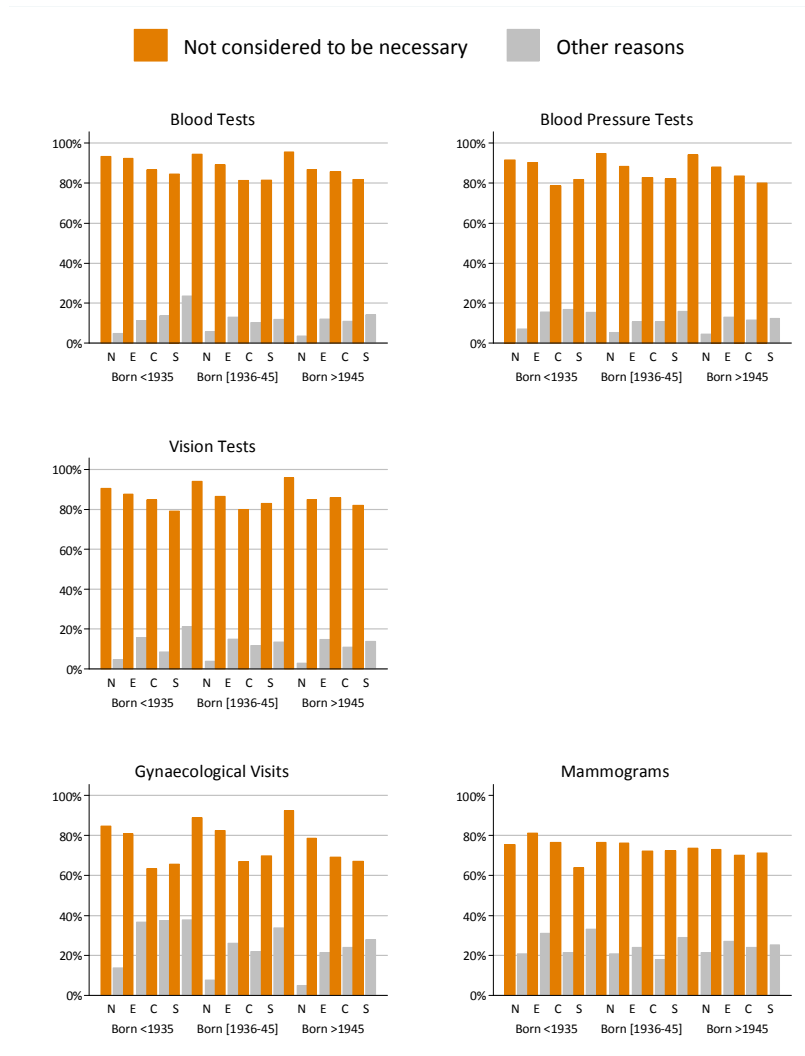 Not considered to be necessary Other reasons
Blood Tests
100%
80%
60%
40%
20%
0%
N E C S N E C S N E C S
Born <1935 Born [1936-45] Born >1945
Blood Pressure Tests
100%
80%
60%
40%
20%
0%
N E C S N E C S N E C S
Born <1935 Born [1936-45] Born >1945
Vision Tests
100%
80%
60%
40%
20%
0%
N E C S N E C S N E C S
Born <1935 Born [1936-45] Born >1945
Gynaecological Visits
100%
80%
60%
40%
20%
0%
N E C S N E C S N E C S
Born <1935 Born [1936-45] Born >1945
Mammograms
100%
80%
60%
40%
20%
0%
N E C S N E C S N E C S
Born <1935 Born [1936-45] Born >1945